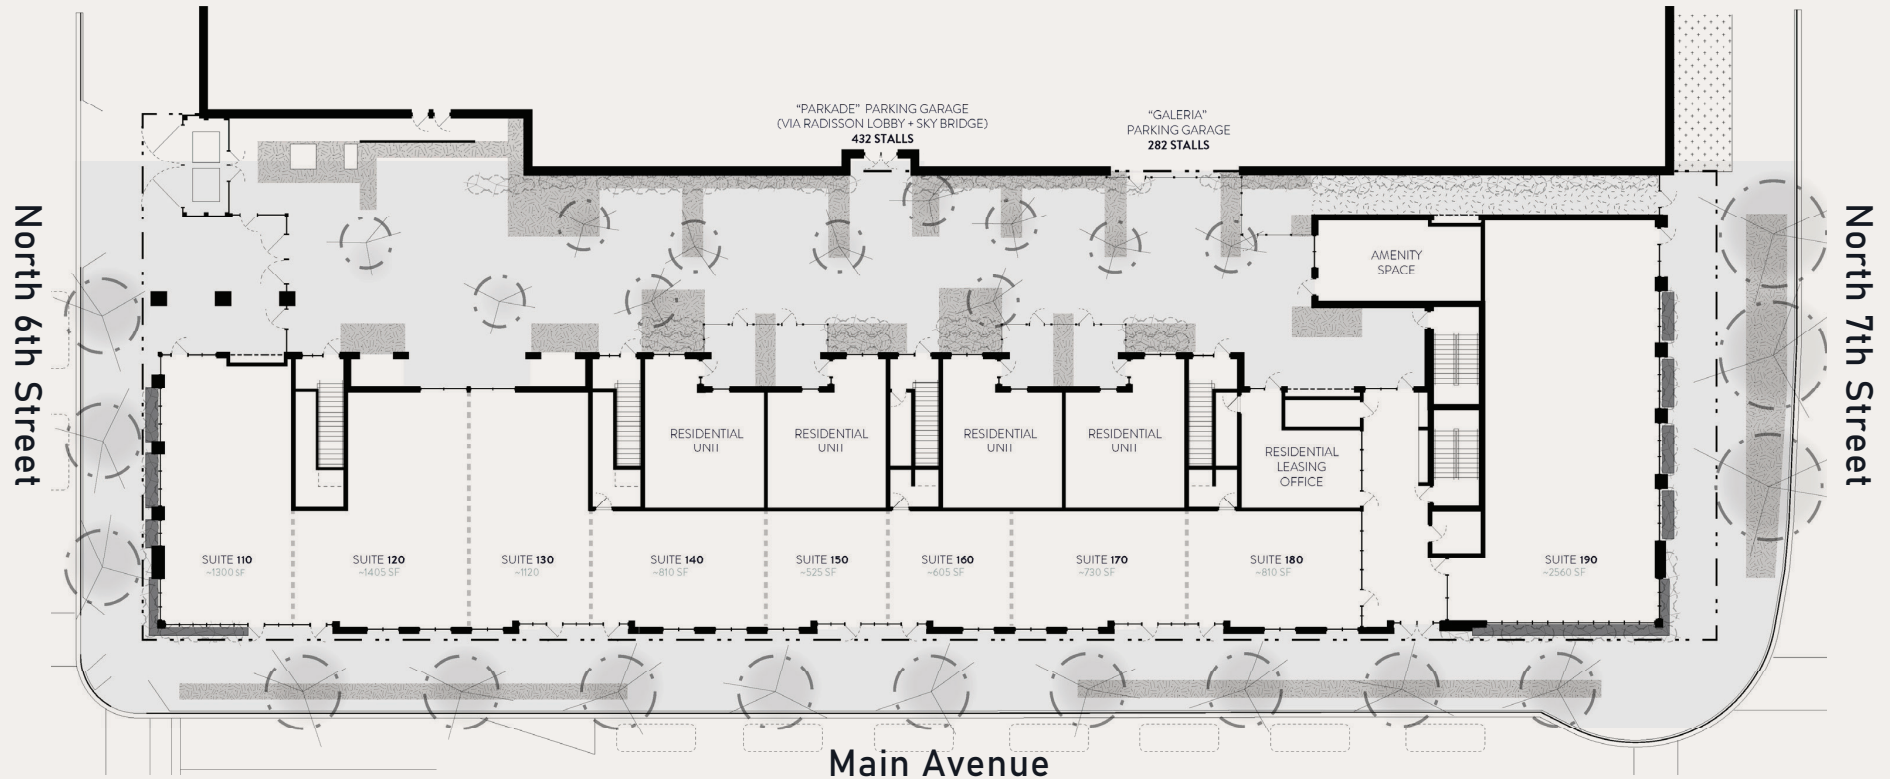 "PARKADE" PARKING GARAGE
(VIA RADISSON LOBBY + SKY BRIDGE)
432 STALLS
"GALERIA"
PARKING GARAGE
282 STALLS
North 6th Street
North 7th Street
AMENITY
SPACE
RESIDENTIAL
UNIT
RESIDENTIAL
UNIT
RESIDENTIAL
UNIT
RESIDENTIAL
UNIT
RESIDENTIAL
LEASING
OFFICE
SUITE 110
~1300 SF
SUITE 120
~1405 SF
SUITE 130
~1120
SUITE 140
~810 SF
SUITE 150
~525 SF
SUITE 160
~605 SF
SUITE 170
~730 SF
SUITE 180
~810 SF
SUITE 190
~2560 SF
Main Avenue